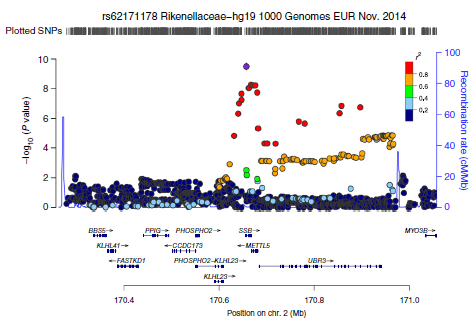 rs62171178 Rikenellaceae-hg19 1000 Genomes EUR Nov. 2014
Plotted SNPs
10
8
6
4
2
0
−log10 (P value)
100
80
60
40
20
0
Recombination rate (cM/Mb)
r2
0.8
0.6
0.4
0.2
BBS5→
PPIG→
PHOSPHO2→
SSB→
MYO3B→
KLHL41→
←CCDC173
←METTL5
←FASTKD1
PHOSPHO2−KLHL23→
UBR3→
KLHL23→
170.4
170.6
170.8
171.0
Position on chr. 2 (Mb)